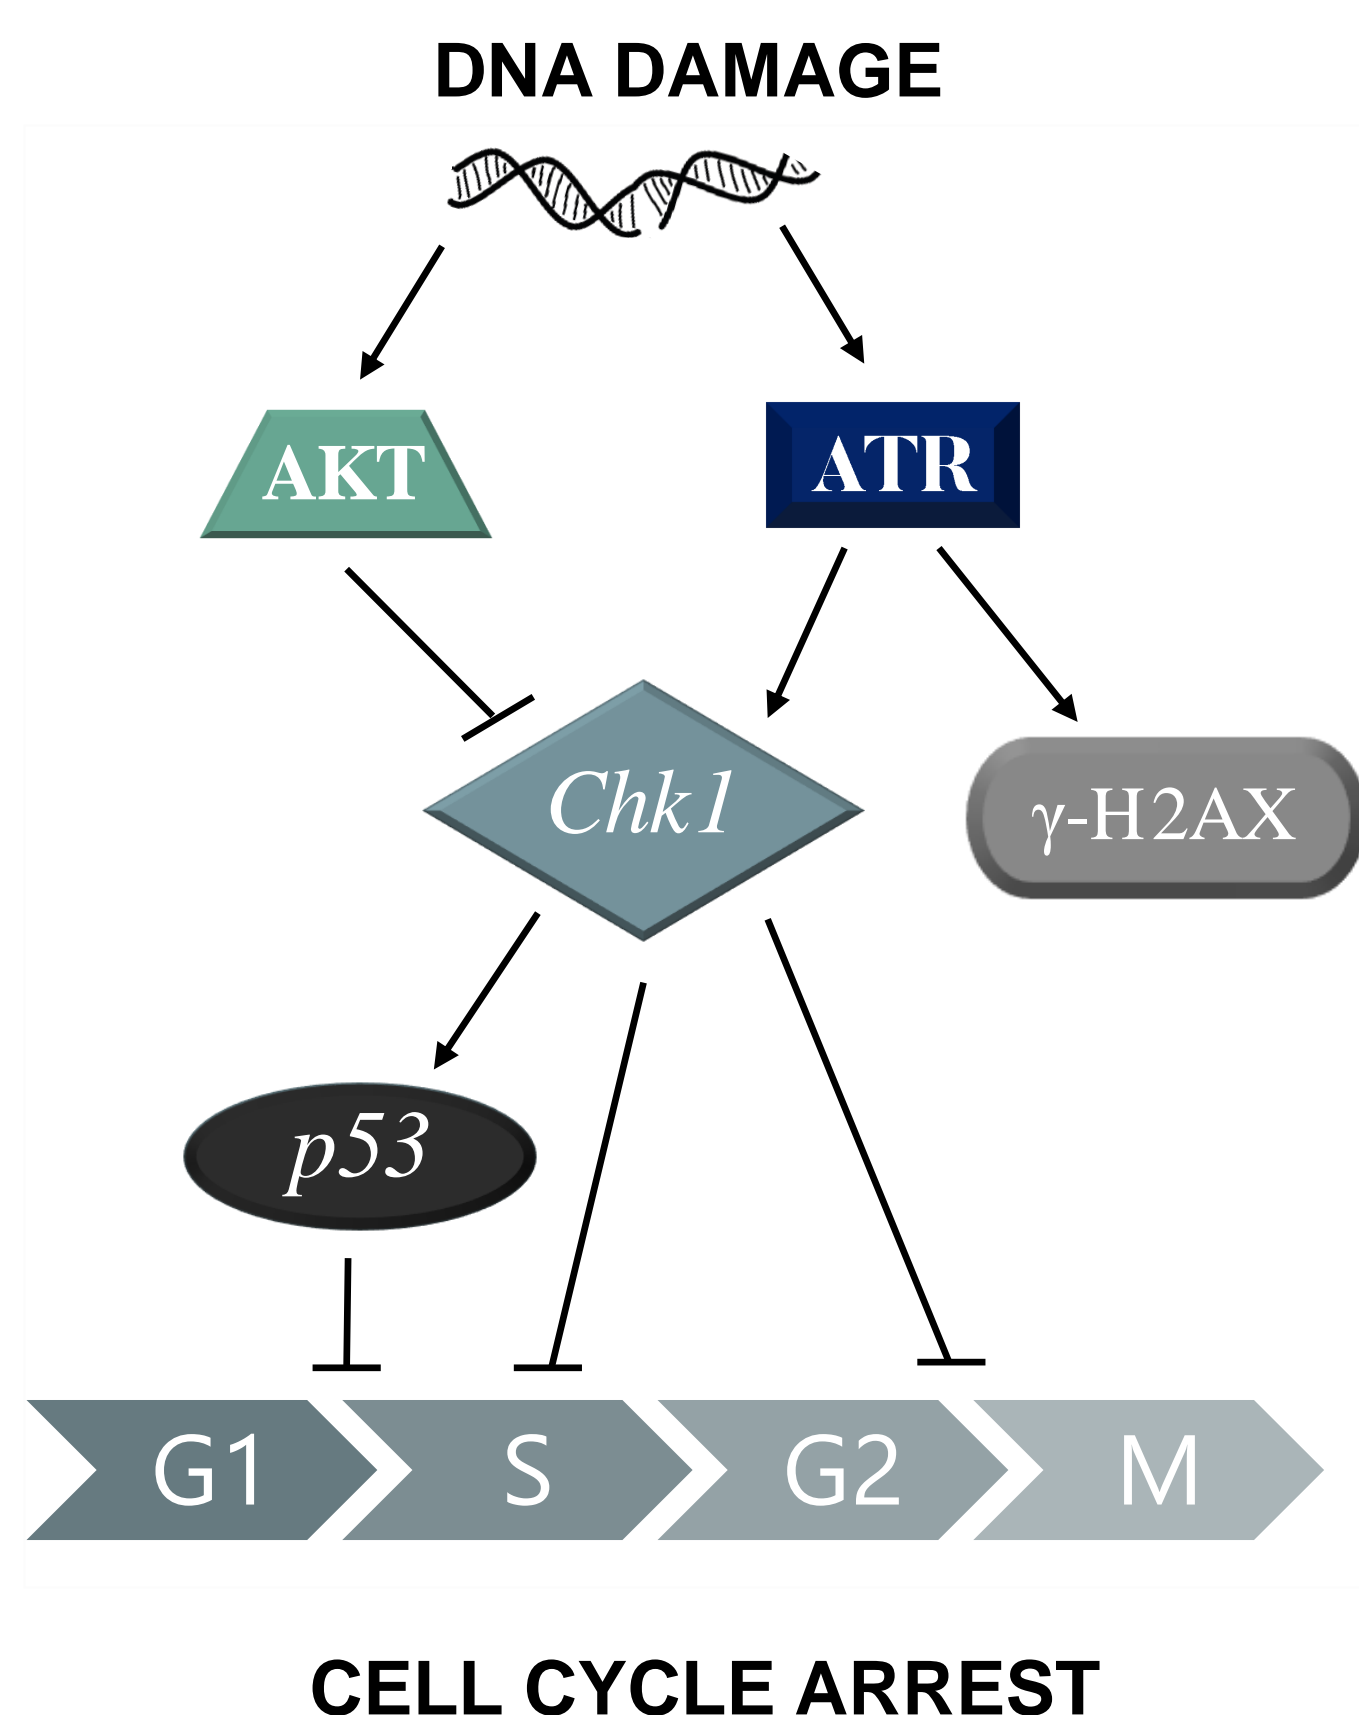 DNA DAMAGE
AKT
ATR
Chk1
γ-H2AX
p53
G1
S
G2
M
CELL CYCLE ARREST